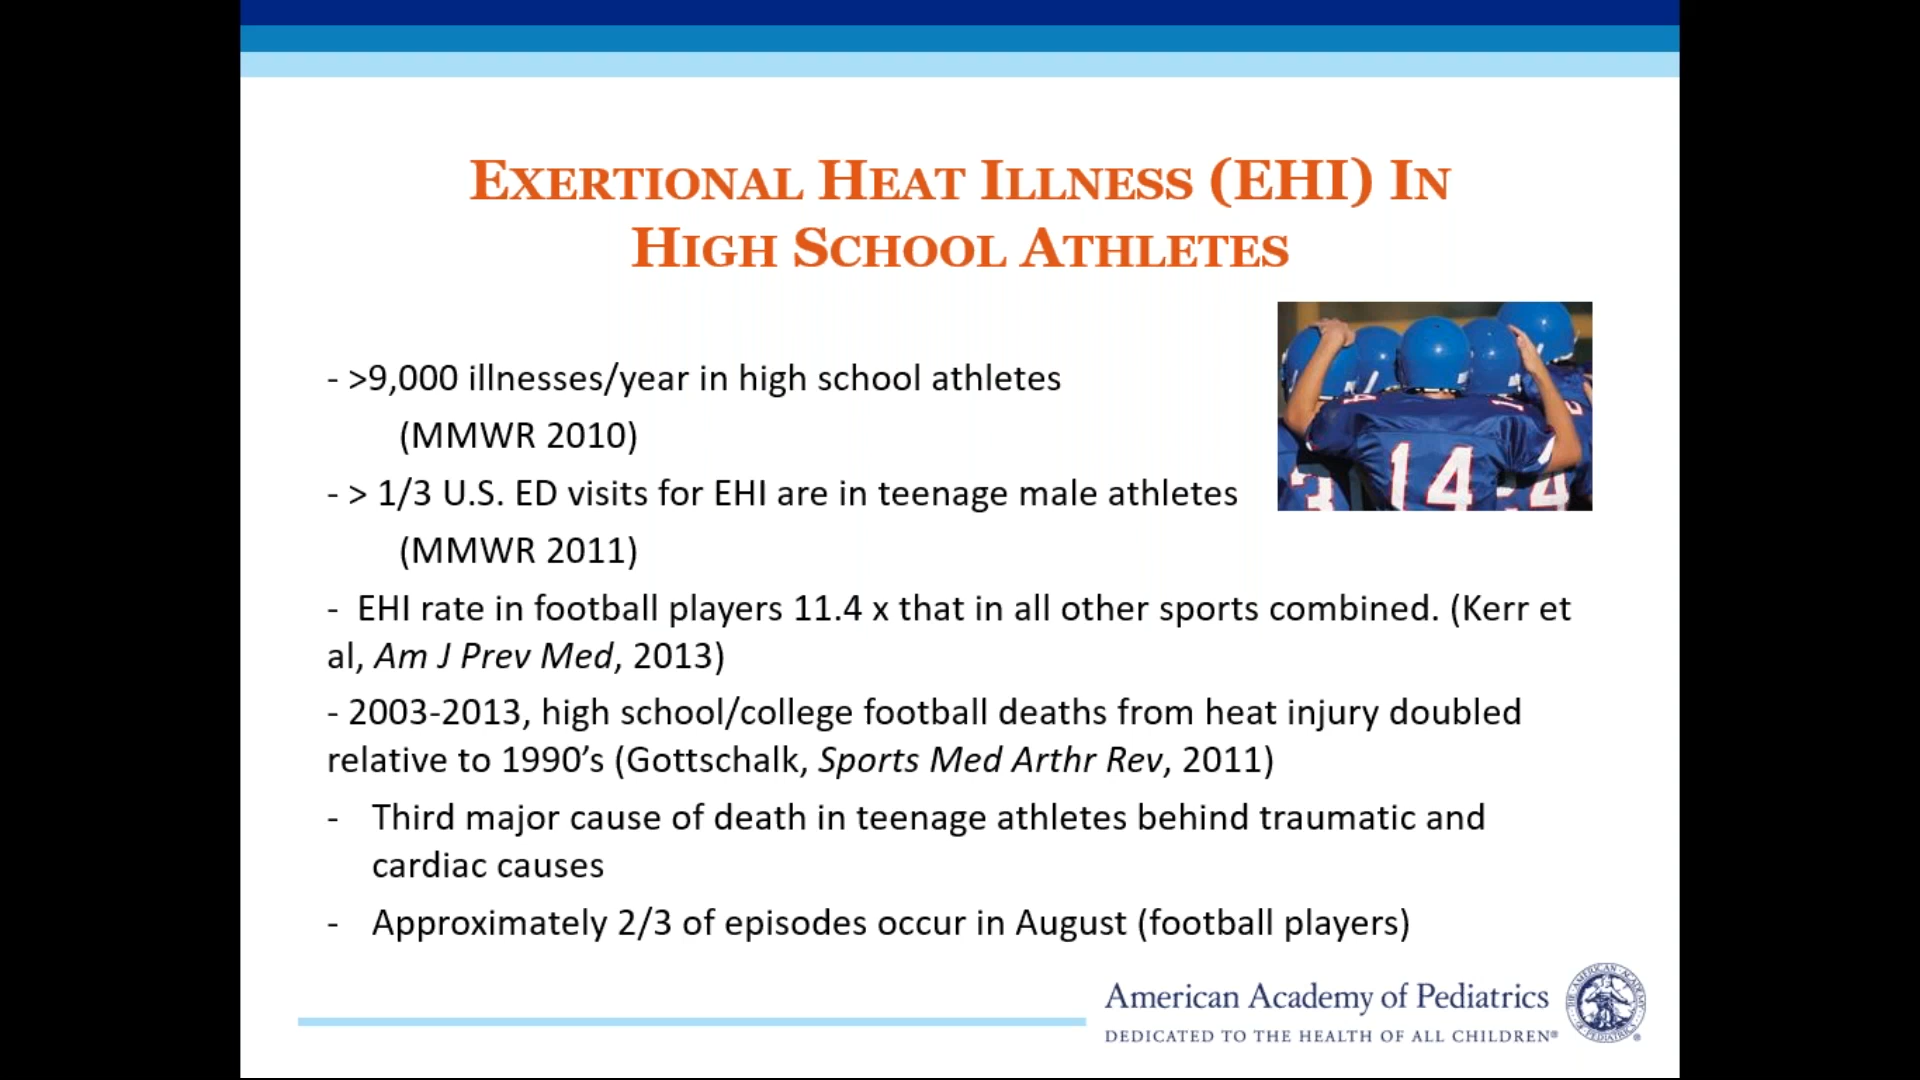 EXERTIONAL HEAT ILLNESS (EHI) IN
HIGH SCHOOL ATHLETES
- >9,000 illnesses/year in high school athletes
(MMWR 2010)
- > 1/3 U.S. ED visits for EHI are in teenage male athletes
(MMWR 2011)
- EHI rate in football players 11.4 x that in all other sports combined. (Kerr et
al, Am J Prev Med, 2013)
- 2003-2013, high school/college football deaths from heat injury doubled
relative to 1990’s (Gottschalk, Sports Med Arthr Rev, 2011)
- Third major cause of death in teenage athletes behind traumatic and
cardiac causes
- Approximately 2/3 of episodes occur in August (football players)
14
American Academy of Pediatrics
DEDICATED TO THE HEALTH OF ALL CHILDREN®